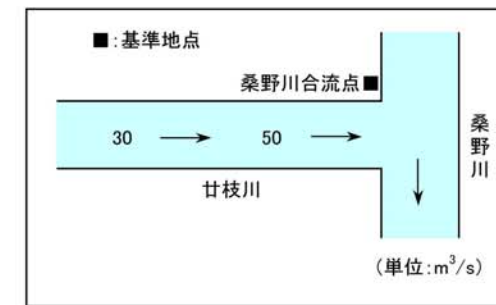 ■:基準地点
桑野川合流点■
30 → 50 →
廿枝川
桑野川
(単位:m³/s)